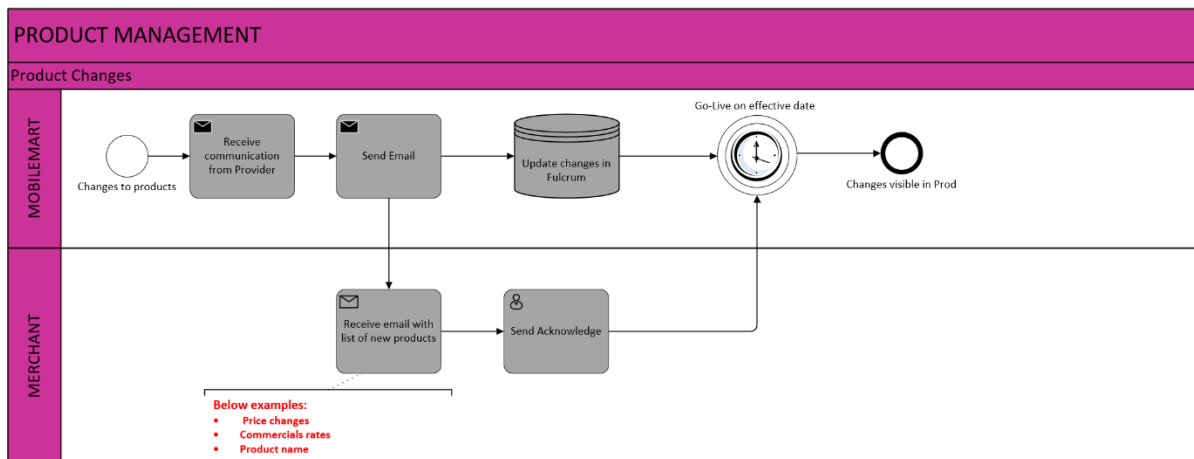 PRODUCT MANAGEMENT
Product Changes
MOBILEMART
Changes to products
Receive
communication
from Provider
Send Email
Update changes in
Fulcrum
Go-Live on effective date
Changes visible in Prod
MERCHANT
Receive email with
list of new products
Send Acknowledge
Below examples:
• Price changes
• Commercials rates
• Product name